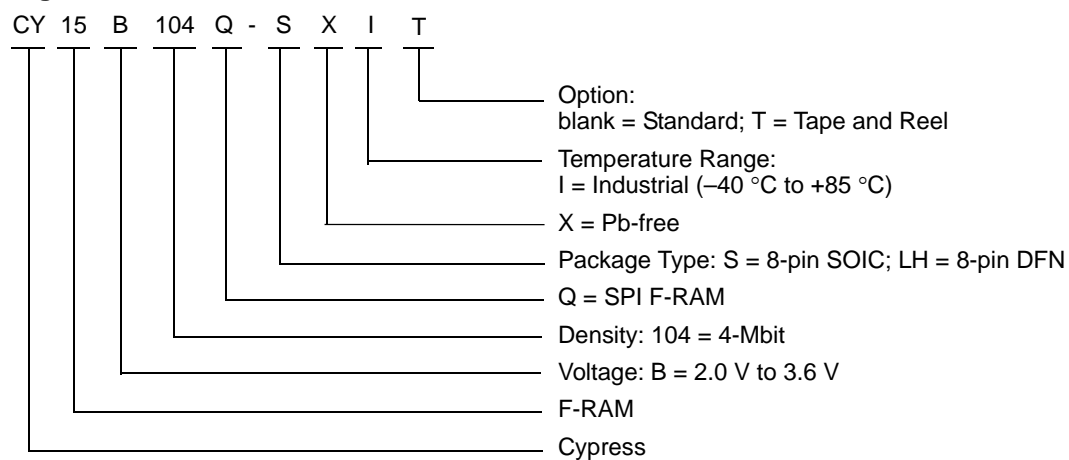 CY 15 B 104 Q - S X I T
Option:
blank = Standard; T = Tape and Reel
Temperature Range:
I = Industrial (–40 °C to +85 °C)
X = Pb-free
Package Type: S = 8-pin SOIC; LH = 8-pin DFN
Q = SPI F-RAM
Density: 104 = 4-Mbit
Voltage: B = 2.0 V to 3.6 V
F-RAM
Cypress